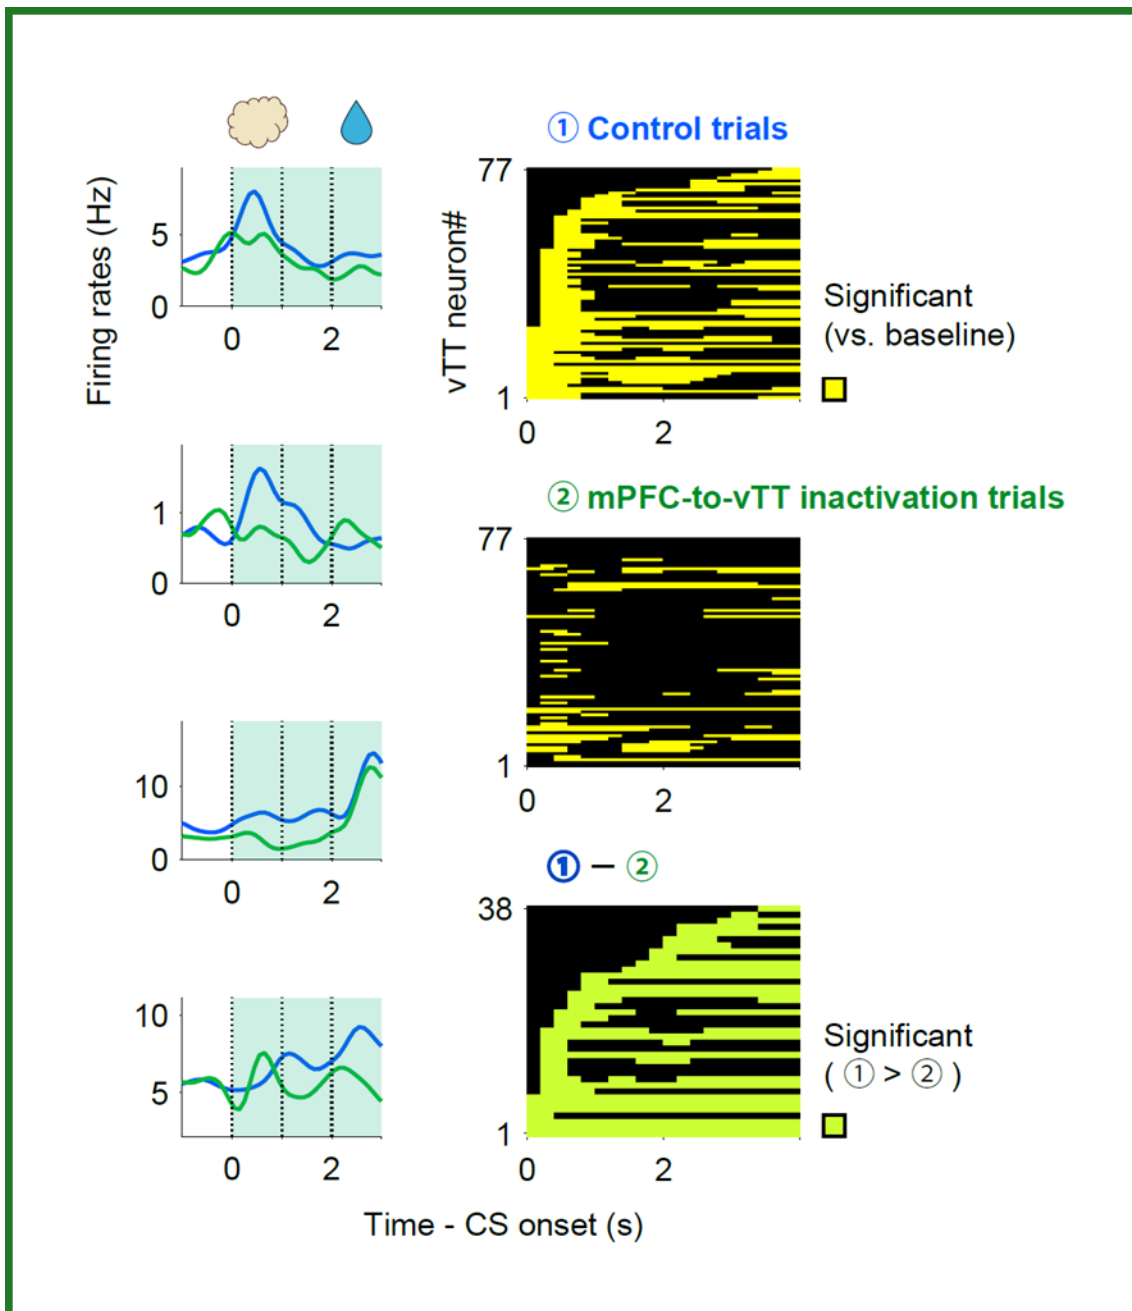 Firing rates (Hz)
5
0
0 2
1
0
0 2
10
0
0 2
10
5
0 2
① Control trials
vTT neuron#
77
1
0 2
Significant
(vs. baseline)
② mPFC-to-vTT inactivation trials
77
1
0 2
① – ②
38
1
0 2
Significant
( ① > ② )
Time - CS onset (s)